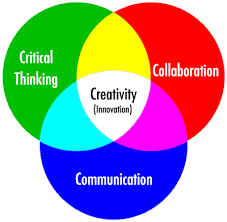 Critical
Thinking
Collaboration
Creativity
(Innovation)
Communication